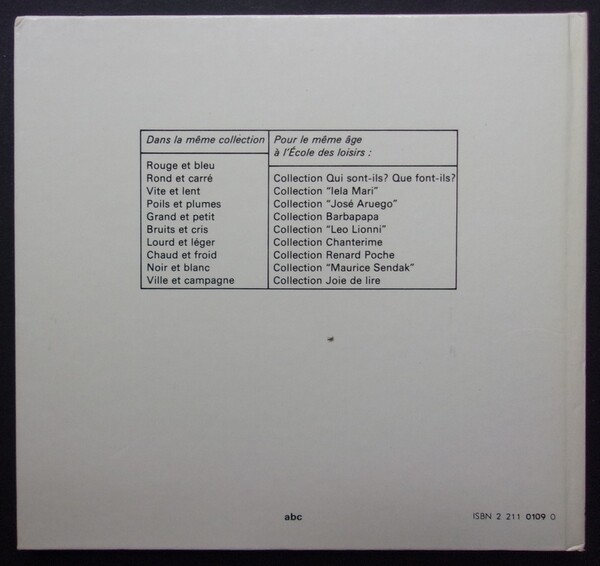 Dans la même collection
Rouge et bleu
Rond et carré
Vite et lent
Poils et plumes
Grand et petit
Bruits et cris
Lourd et léger
Chaud et froid
Noir et blanc
Ville et campagne
Pour le même âge
à l'École des loisirs :
Collection Qui sont-ils? Que font-ils?
Collection "Iela Mari"
Collection "José Aruego"
Collection Barbapapa
Collection "Leo Lionni"
Collection Chanterime
Collection Renard Poche
Collection "Maurice Sendak"
Collection Joie de lire
abc
ISBN 2 211 0109 0